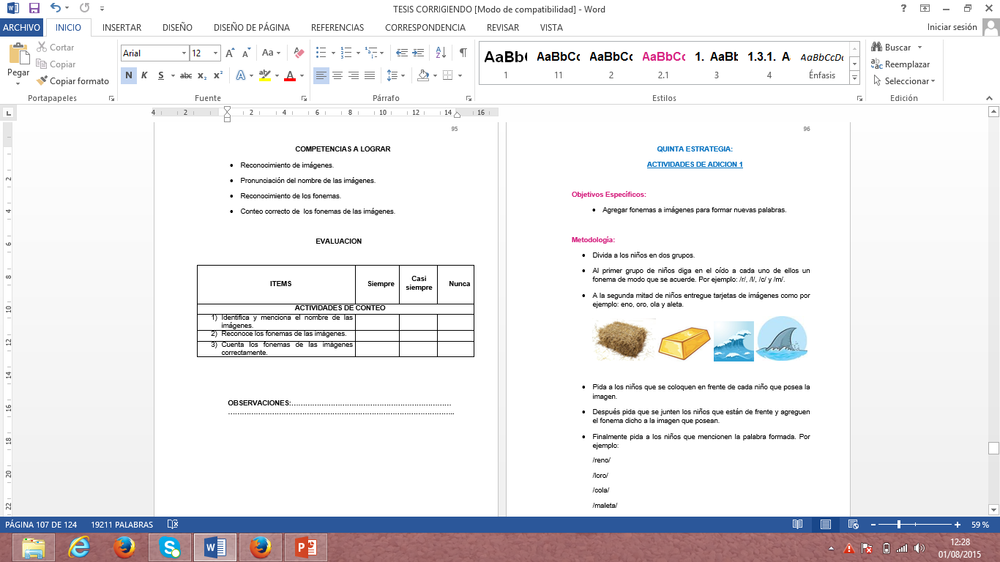 TESIS CORRIGIENDO [Modo de compatibilidad] - Word
ARCHIVO INICIO INSERTAR DISEÑO DISEÑO DE PÁGINA REFERENCIAS CORRESPONDENCIA REVISAR VISTA Iniciar sesión
Pegar
Cortar
Copiar
Copiar formato
Portapapeles
Arial 12
N K S abc x₂ x²
Fuente
Párrafo
AaBbC AaBbCc AaBbCc AaBbCc 1. AaBb 1.3.1. A AaBbCcDc
1 11 2 2.1 3 4 Énfasis
Estilos
Buscar
Reemplazar
Seleccionar
Edición
4 2 2 4 6 8 10 12 14 16
2
4
6
8
10
12
14
16
18
20
22
95
COMPETENCIAS A LOGRAR
• Reconocimiento de imágenes.
• Pronunciación del nombre de las imágenes.
• Reconocimiento de los fonemas.
• Conteo correcto de los fonemas de las imágenes.
EVALUACION
ITEMS Siempre Casi siempre Nunca
ACTIVIDADES DE CONTEO
1) Identifica y menciona el nombre de las
imágenes.
2) Reconoce los fonemas de las imágenes.
3) Cuenta los fonemas de las imágenes
correctamente.
OBSERVACIONES:……………………………………………………………
……………………………………………………………………………………..
96
QUINTA ESTRATEGIA:
ACTIVIDADES DE ADICION 1
Objetivos Específicos:
• Agregar fonemas a imágenes para formar nuevas palabras.
Metodología:
• Divida a los niños en dos grupos.
• Al primer grupo de niños diga en el oído a cada uno de ellos un
fonema de modo que se acuerde. Por ejemplo: /r/, /l/, /c/ y /m/.
• A la segunda mitad de niños entregue tarjetas de imágenes como por
ejemplo: eno, oro, ola y aleta.
• Pida a los niños que se coloquen en frente de cada niño que posea la
imagen.
• Después pida que se junten los niños que están de frente y agreguen
el fonema dicho a la imagen que posean.
• Finalmente pida a los niños que mencionen la palabra formada. Por
ejemplo:
/reno/
/loro/
/cola/
/maleta/
PÁGINA 107 DE 124 19211 PALABRAS 59 %
12:28
01/08/2015